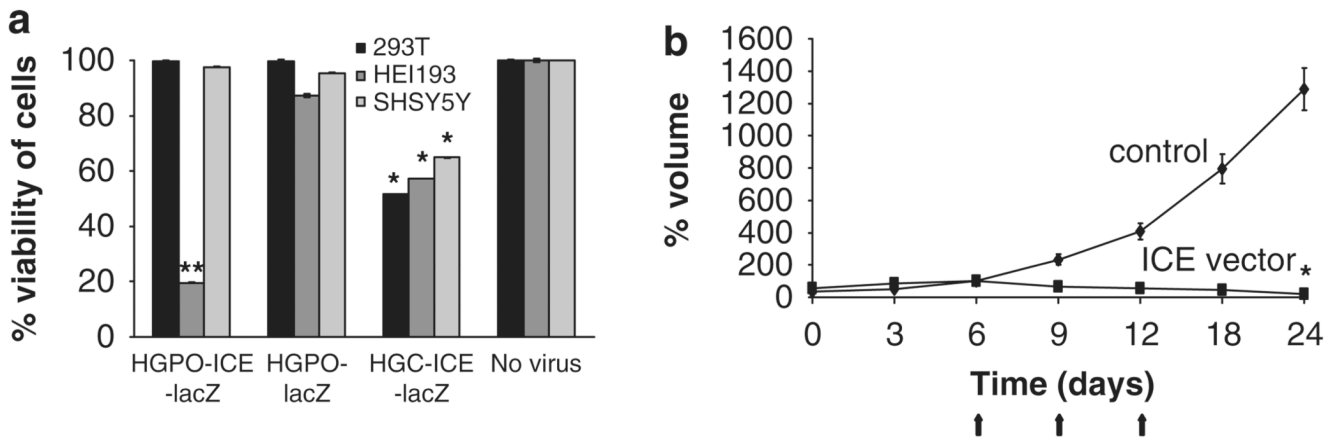 a
% viability of cells
100
80
60
40
20
0
293T
HEI193
SHSY5Y
**
*
*
*
HGPO-ICE
-lacZ
HGPO-
lacZ
HGC-ICE
-lacZ
No virus
b
% volume
1600
1400
1200
1000
800
600
400
200
0
control
ICE vector
*
0 3 6 9 12 18 24
Time (days)